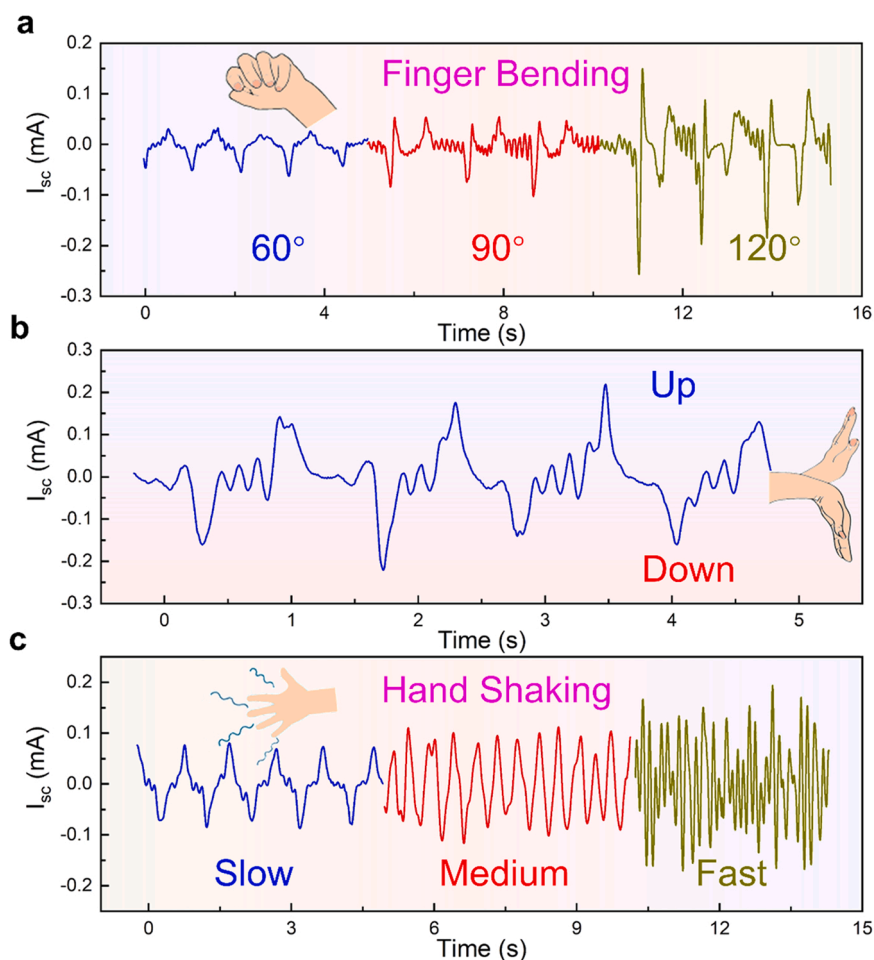 a
0.2
Finger Bending
0.1
0.0
-0.1
-0.2
-0.3
I_sc (mA)
60° 90° 120°
0 4 8 12 16
Time (s)
b
0.3
0.2
0.1
0.0
-0.1
-0.2
-0.3
I_sc (mA)
Up
Down
0 1 2 3 4 5
Time (s)
c
0.2
0.1
0.0
-0.1
-0.2
I_sc (mA)
Hand Shaking
Slow Medium Fast
0 3 6 9 12 15
Time (s)